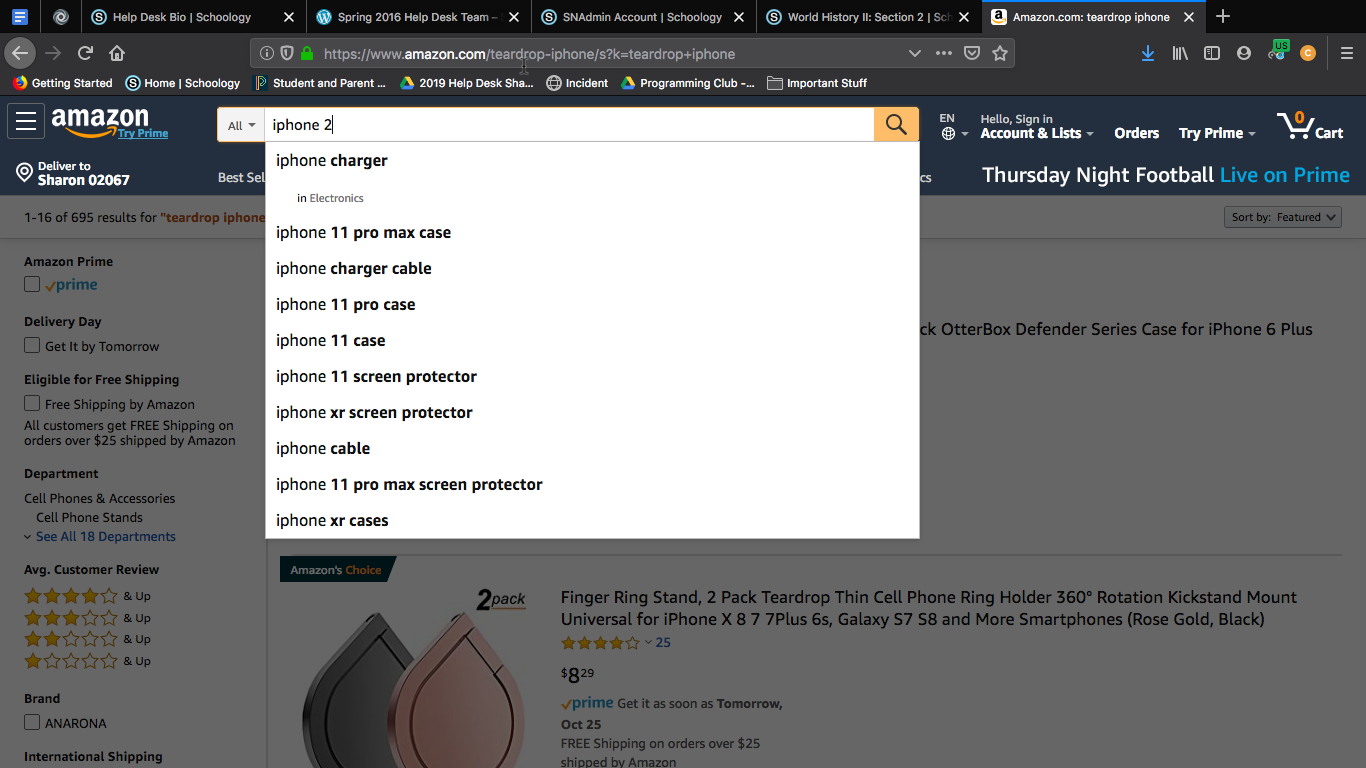 Help Desk Bio | Schoology
Spring 2016 Help Desk Team –
SNAdmin Account | Schoology
World History II: Section 2 | Sch
Amazon.com: teardrop iphone
https://www.amazon.com/teardrop-iphone/s?k=teardrop+iphone
US
C
Getting Started
Home | Schoology
Student and Parent ...
2019 Help Desk Sha...
Incident
Programming Club -...
Important Stuff
amazon
Try Prime
All
iphone 2
EN
Hello, Sign in
Account & Lists
Orders
Try Prime
0
Cart
Deliver to
Sharon 02067
Best Sel
cs
Thursday Night Football Live on Prime
iphone charger
in Electronics
iphone 11 pro max case
iphone charger cable
iphone 11 pro case
iphone 11 case
iphone 11 screen protector
iphone xr screen protector
iphone cable
iphone 11 pro max screen protector
iphone xr cases
1-16 of 695 results for "teardrop iphone
Sort by: Featured
Amazon Prime
prime
Delivery Day
Get It by Tomorrow
Eligible for Free Shipping
Free Shipping by Amazon
All customers get FREE Shipping on
orders over $25 shipped by Amazon
Department
Cell Phones & Accessories
Cell Phone Stands
See All 18 Departments
Avg. Customer Review
& Up
& Up
& Up
& Up
Brand
ANARONA
International Shipping
ck OtterBox Defender Series Case for iPhone 6 Plus
Amazon's Choice
2pack
Finger Ring Stand, 2 Pack Teardrop Thin Cell Phone Ring Holder 360° Rotation Kickstand Mount
Universal for iPhone X 8 7 7Plus 6s, Galaxy S7 S8 and More Smartphones (Rose Gold, Black)
25
$8 29
prime Get it as soon as Tomorrow,
Oct 25
FREE Shipping on orders over $25
shipped by Amazon